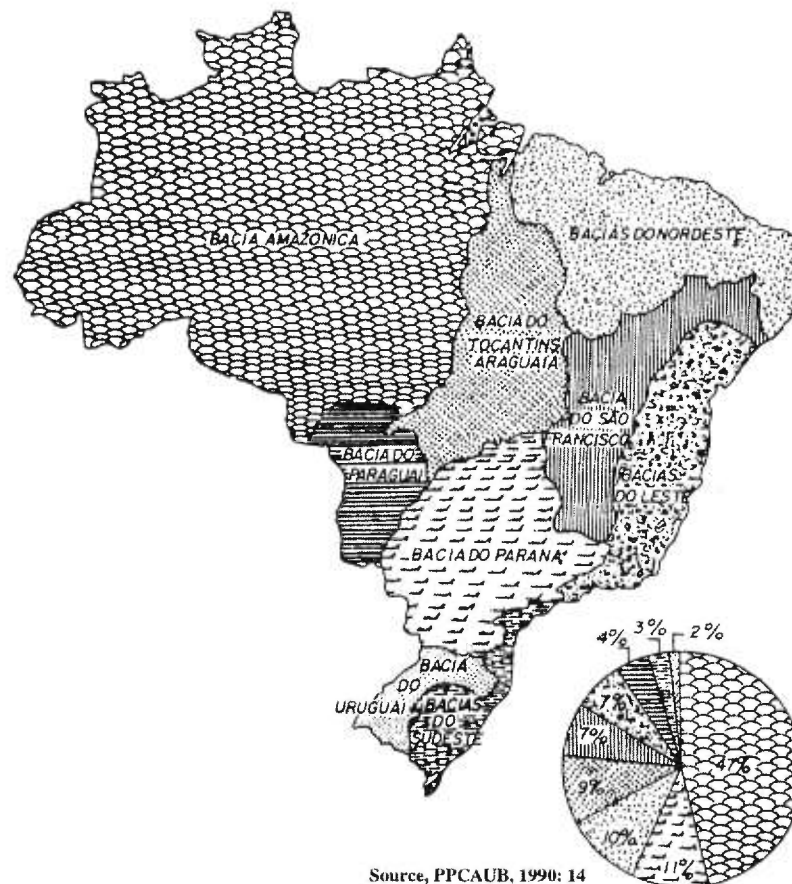 BACIA AMAZONICA
BACIAS DO NORDESTE
BACIA DO
TOCANTINS
ARAGUAIA
BACIA
DO SÃO
FRANCISCO
BACIA DO
PARAGUAI
BACIAS
DO LESTE
BACIA DO PARANÁ
BACIA
DO
URUGUAI
BACIAS
DO
SUDESTE
4%
3%
2%
7%
7%
47%
9%
10%
11%
Source, PPCAUB, 1990: 14